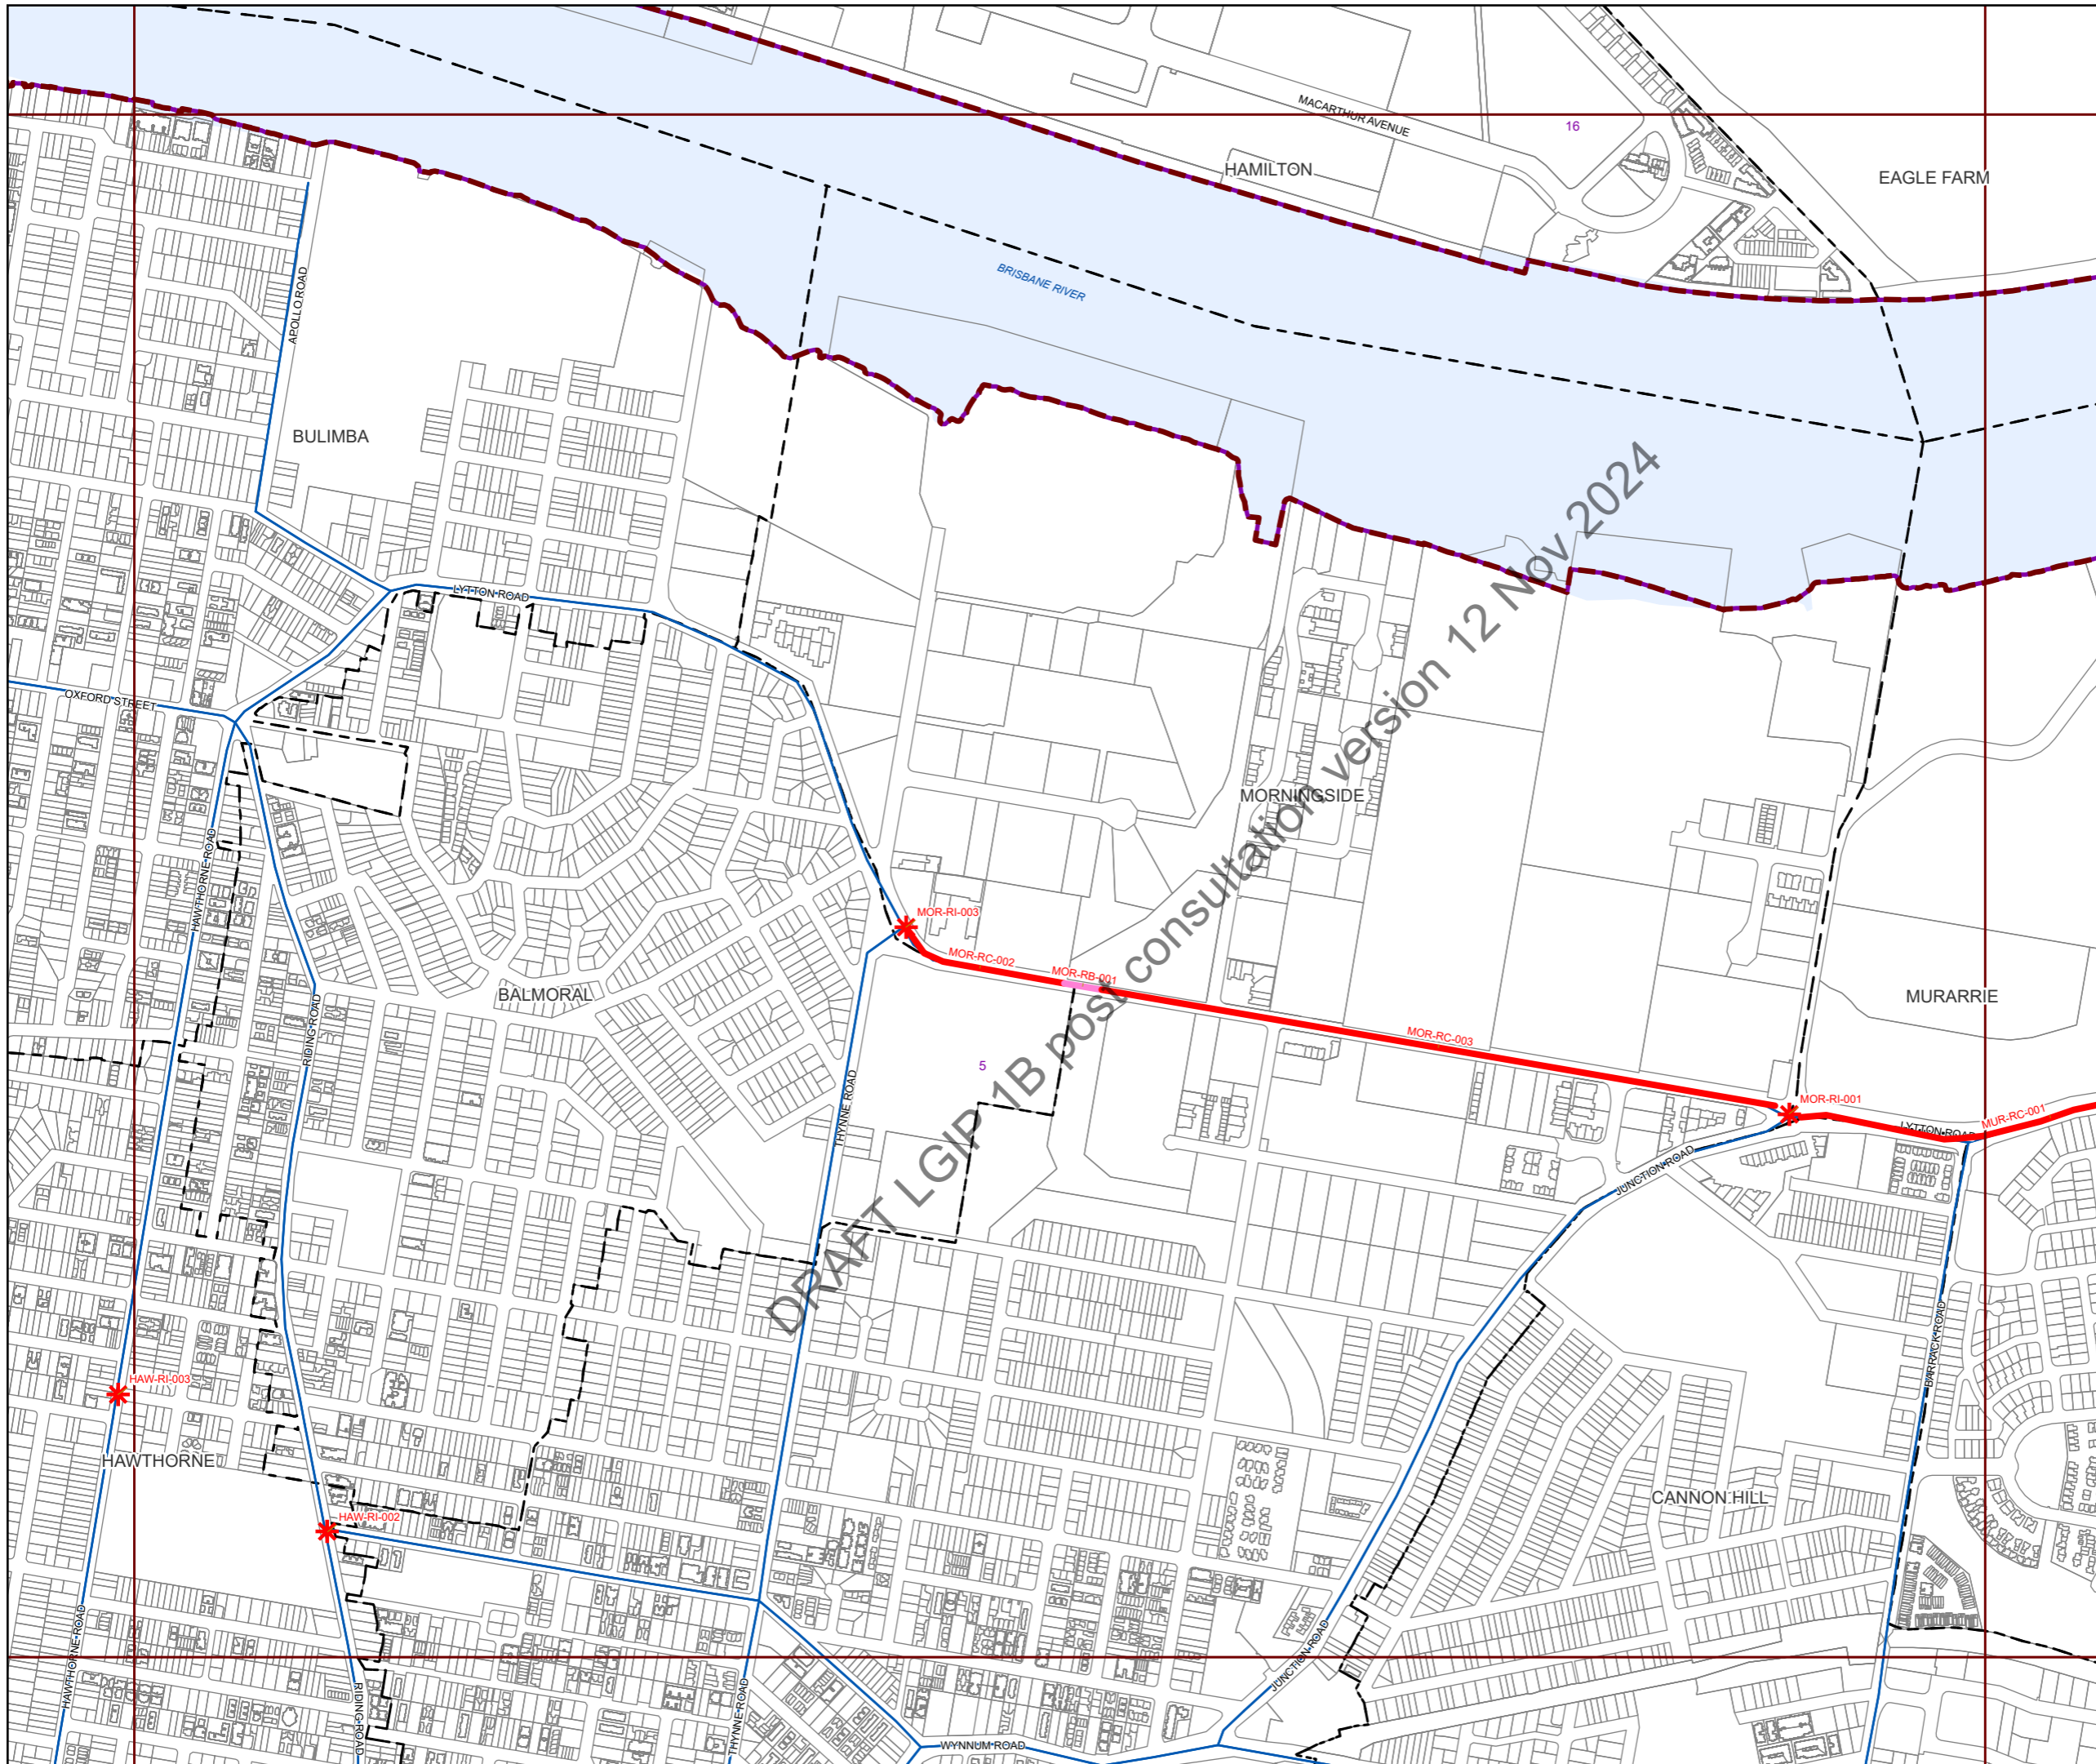 MACARTHUR AVENUE
16
HAMILTON
EAGLE FARM
BRISBANE RIVER
APOLLO ROAD
BULIMBA
LYTTON ROAD
OXFORD STREET
MORNINGSIDE
HAWTHORNE ROAD
MOR-RI-003
MOR-RC-002
MOR-RB-001
BALMORAL
MURARRIE
RIDING ROAD
MOR-RC-003
5
THYNNE ROAD
MOR-RI-001
MUR-RC-001
LYTTON ROAD
JUNCTION ROAD
DRAFT LGIP 1B post consultation version 12 Nov 2024
BARRACK ROAD
HAW-RI-003
HAWTHORNE
CANNON HILL
HAW-RI-002
HAWTHORNE ROAD
JUNCTION ROAD
RIDING ROAD
THYNNE ROAD
WYNNUM ROAD